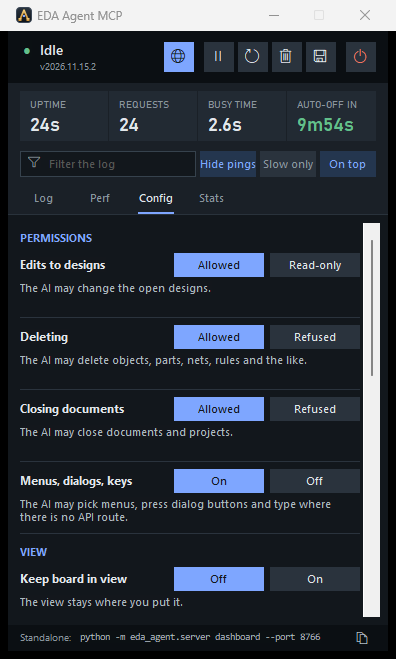 EDA Agent MCP
Idle
v2026.11.15.2
UPTIME REQUESTS BUSY TIME AUTO-OFF IN
24s 24 2.6s 9m54s
Filter the log Hide pings Slow only On top
Log Perf Config Stats
PERMISSIONS
Edits to designs Allowed Read-only
The AI may change the open designs.
Deleting Allowed Refused
The AI may delete objects, parts, nets, rules and the like.
Closing documents Allowed Refused
The AI may close documents and projects.
Menus, dialogs, keys On Off
The AI may pick menus, press dialog buttons and type where
there is no API route.
VIEW
Keep board in view Off On
The view stays where you put it.
Standalone: python -m eda_agent.server dashboard --port 8766